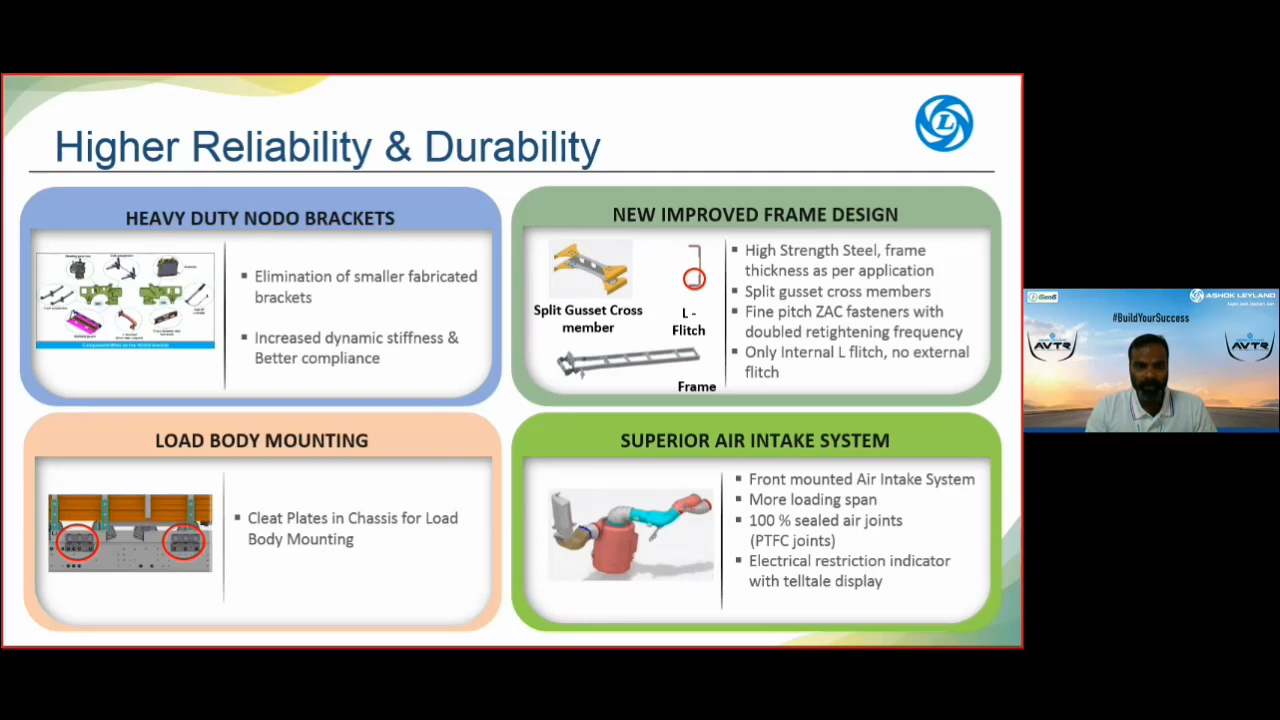 Higher Reliability & Durability
HEAVY DUTY NODO BRACKETS
Elimination of smaller fabricated
brackets
Increased dynamic stiffness &
Better compliance
NEW IMPROVED FRAME DESIGN
Split Gusset Cross
member
L -
Flitch
Frame
High Strength Steel, frame
thickness as per application
Split gusset cross members
Fine pitch ZAC fasteners with
doubled retightening frequency
Only Internal L flitch, no external
flitch
LOAD BODY MOUNTING
Cleat Plates in Chassis for Load
Body Mounting
SUPERIOR AIR INTAKE SYSTEM
Front mounted Air Intake System
More loading span
100 % sealed air joints
(PTFC joints)
Electrical restriction indicator
with telltale display
ASHOK LEYLAND
#BuildYourSuccess
AVTR
AVTR